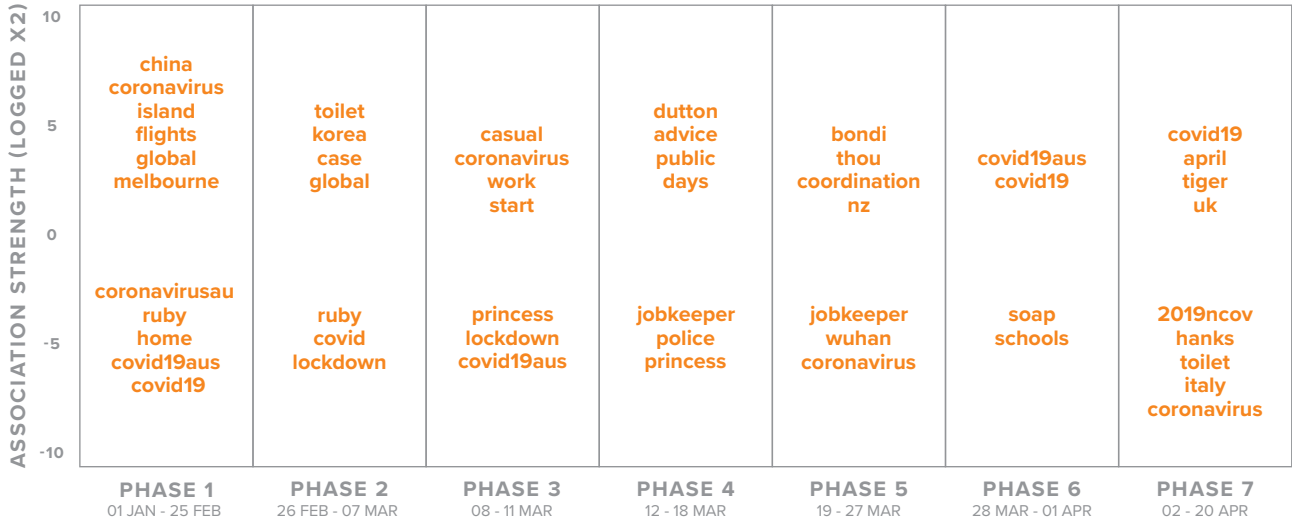 ASSOCIATION STRENGTH (LOGGED X2)
10
5
0
-5
-10
china
coronavirus
island
flights
global
melbourne
coronavirusau
ruby
home
covid19aus
covid19
PHASE 1
01 JAN - 25 FEB
toilet
korea
case
global
ruby
covid
lockdown
PHASE 2
26 FEB - 07 MAR
casual
coronavirus
work
start
princess
lockdown
covid19aus
PHASE 3
08 - 11 MAR
dutton
advice
public
days
jobkeeper
police
princess
PHASE 4
12 - 18 MAR
bondi
thou
coordination
nz
jobkeeper
wuhan
coronavirus
PHASE 5
19 - 27 MAR
covid19aus
covid19
soap
schools
PHASE 6
28 MAR - 01 APR
covid19
april
tiger
uk
2019ncov
hanks
toilet
italy
coronavirus
PHASE 7
02 - 20 APR